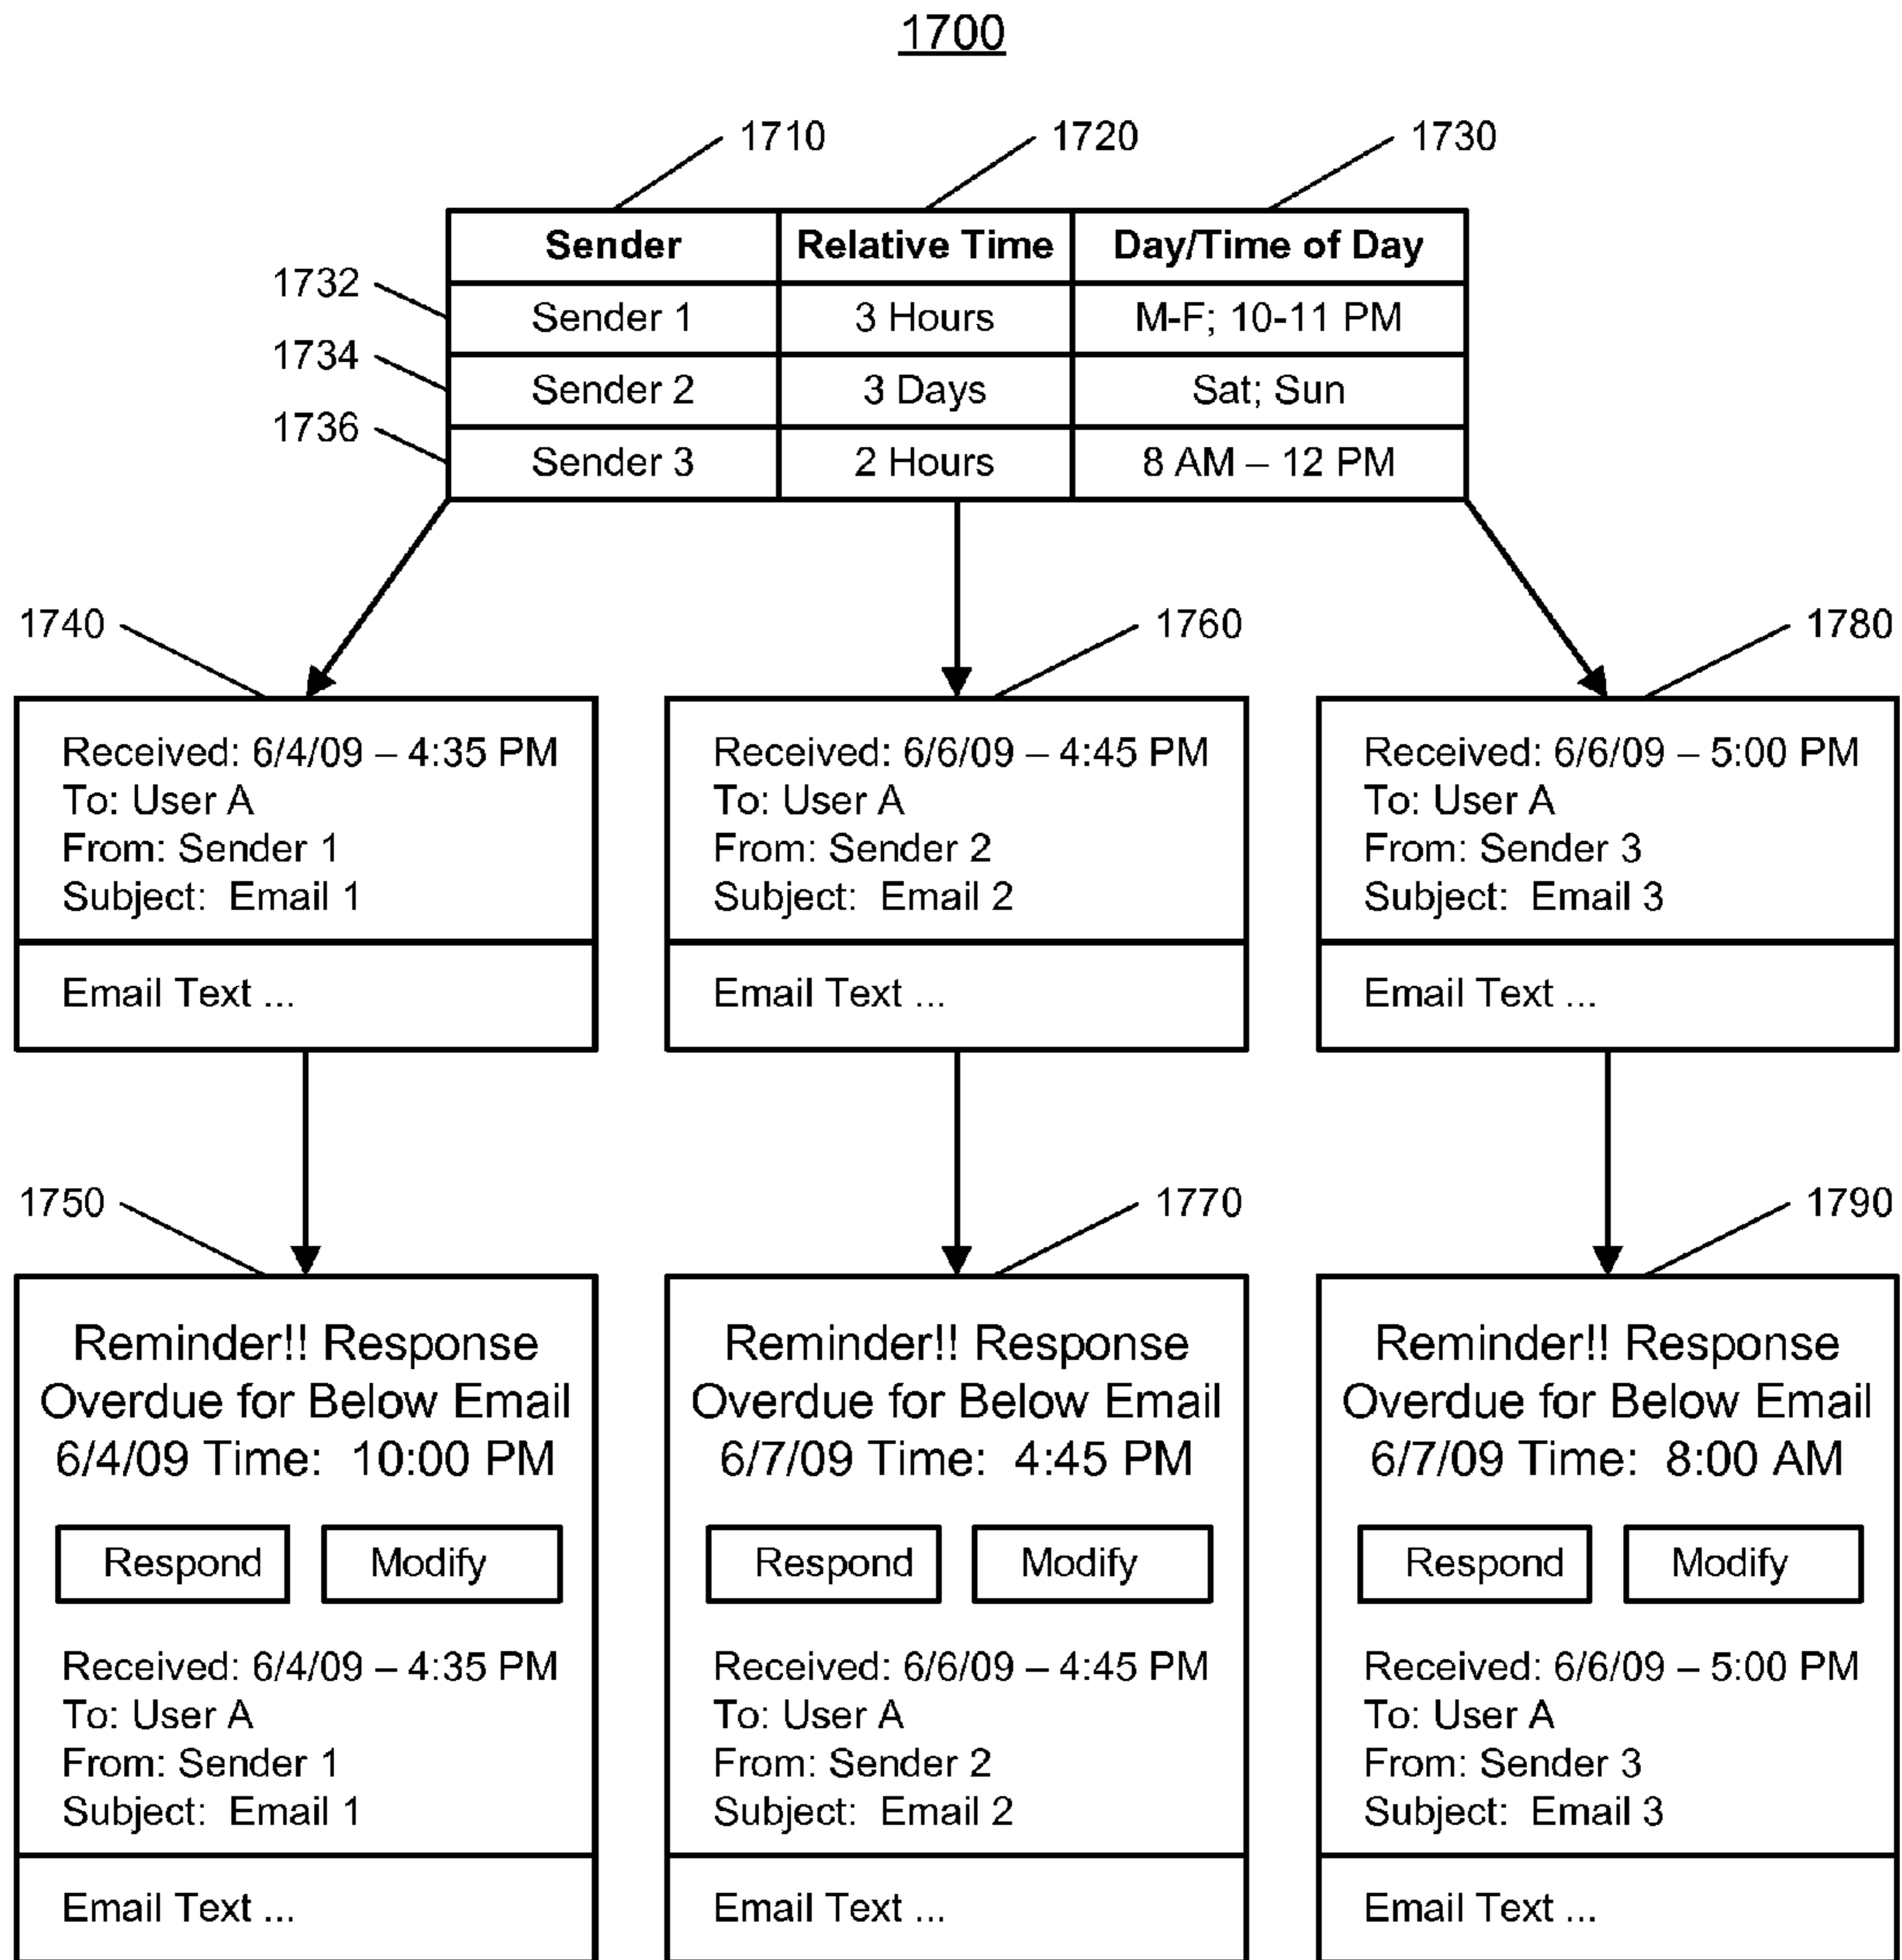 1700
1710 1720 1730
Sender Relative Time Day/Time of Day
1732
Sender 1 3 Hours M-F; 10-11 PM
1734
Sender 2 3 Days Sat; Sun
1736
Sender 3 2 Hours 8 AM – 12 PM
1740
Received: 6/4/09 – 4:35 PM
To: User A
From: Sender 1
Subject: Email 1
Email Text ...
1760
Received: 6/6/09 – 4:45 PM
To: User A
From: Sender 2
Subject: Email 2
Email Text ...
1780
Received: 6/6/09 – 5:00 PM
To: User A
From: Sender 3
Subject: Email 3
Email Text ...
1750
Reminder!! Response
Overdue for Below Email
6/4/09 Time: 10:00 PM
Respond Modify
Received: 6/4/09 – 4:35 PM
To: User A
From: Sender 1
Subject: Email 1
Email Text ...
1770
Reminder!! Response
Overdue for Below Email
6/7/09 Time: 4:45 PM
Respond Modify
Received: 6/6/09 – 4:45 PM
To: User A
From: Sender 2
Subject: Email 2
Email Text ...
1790
Reminder!! Response
Overdue for Below Email
6/7/09 Time: 8:00 AM
Respond Modify
Received: 6/6/09 – 5:00 PM
To: User A
From: Sender 3
Subject: Email 3
Email Text ...